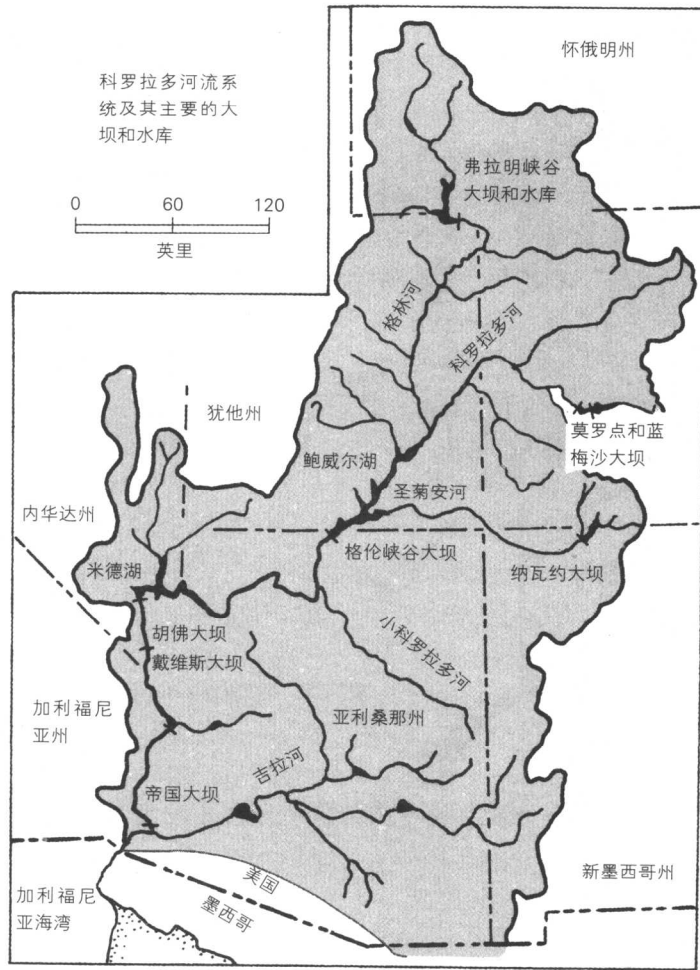 怀俄明州
科罗拉多河流系
统及其主要的大
坝和水库
0 60 120
英里
弗拉明峡谷
大坝和水库
格林河
科罗拉多河
犹他州
莫罗点和蓝
梅沙大坝
鲍威尔湖
圣菊安河
内华达州
格伦峡谷大坝
纳瓦约大坝
米德湖
胡佛大坝
戴维斯大坝
小科罗拉多河
加利福尼
亚州
亚利桑那州
吉拉河
帝国大坝
新墨西哥州
美国
墨西哥
加利福尼
亚海湾